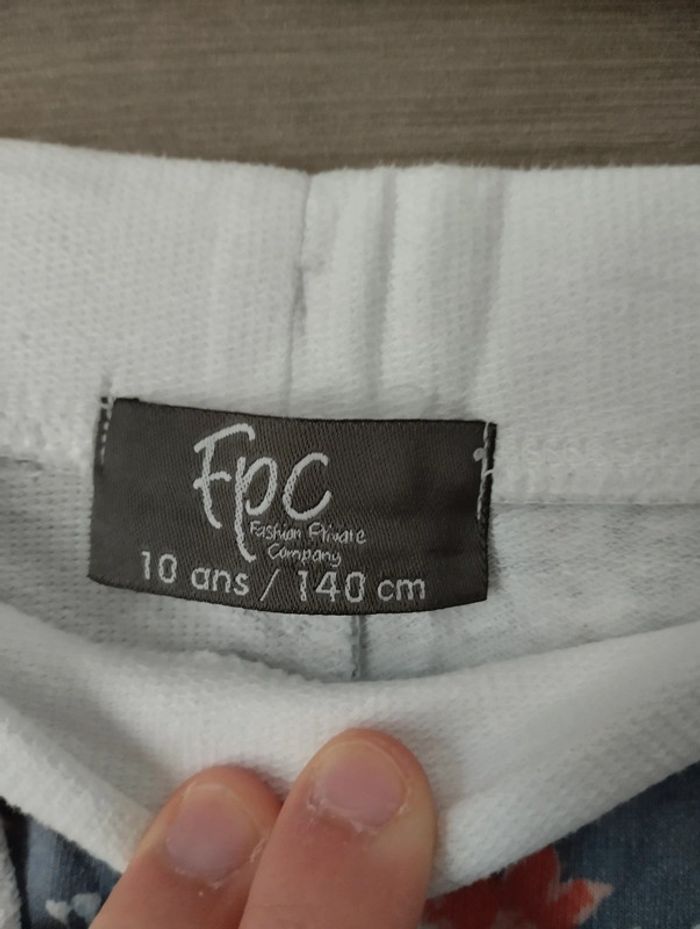 Fpc
Fashion Private
Company
10 ans / 140 cm